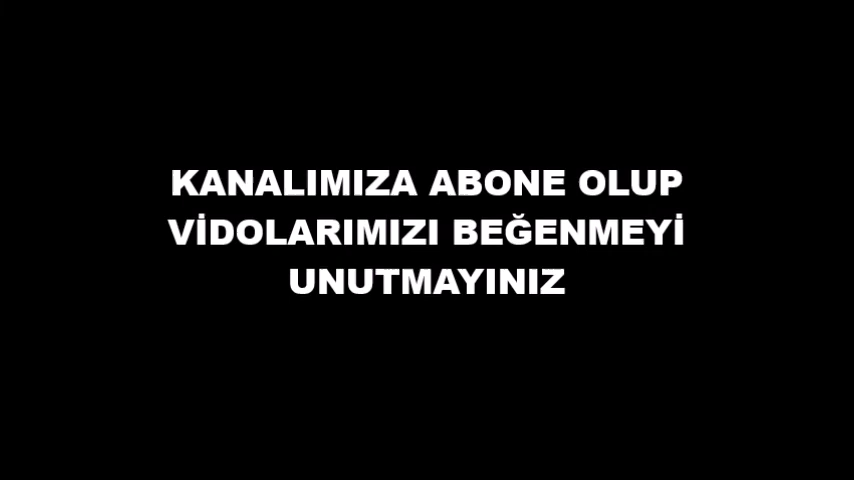 KANALIMIZA ABONE OLUP
VİDOLARIMIZI BEĞENMEYİ
UNUTMAYINIZ